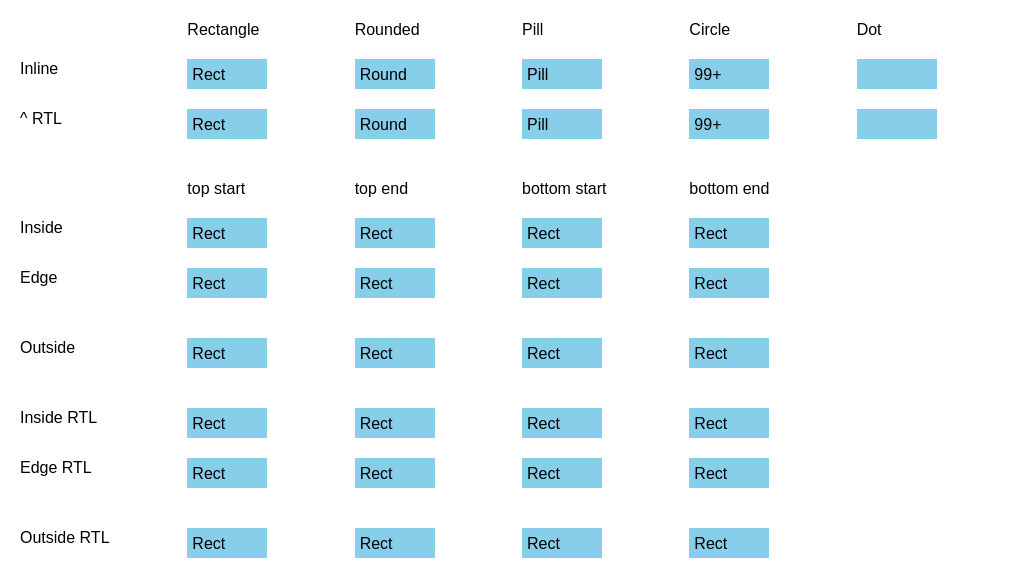 Rectangle Rounded Pill Circle Dot
Inline Rect Round Pill 99+
^ RTL Rect Round Pill 99+
top start top end bottom start bottom end
Inside Rect Rect Rect Rect
Edge Rect Rect Rect Rect
Outside Rect Rect Rect Rect
Inside RTL Rect Rect Rect Rect
Edge RTL Rect Rect Rect Rect
Outside RTL Rect Rect Rect Rect